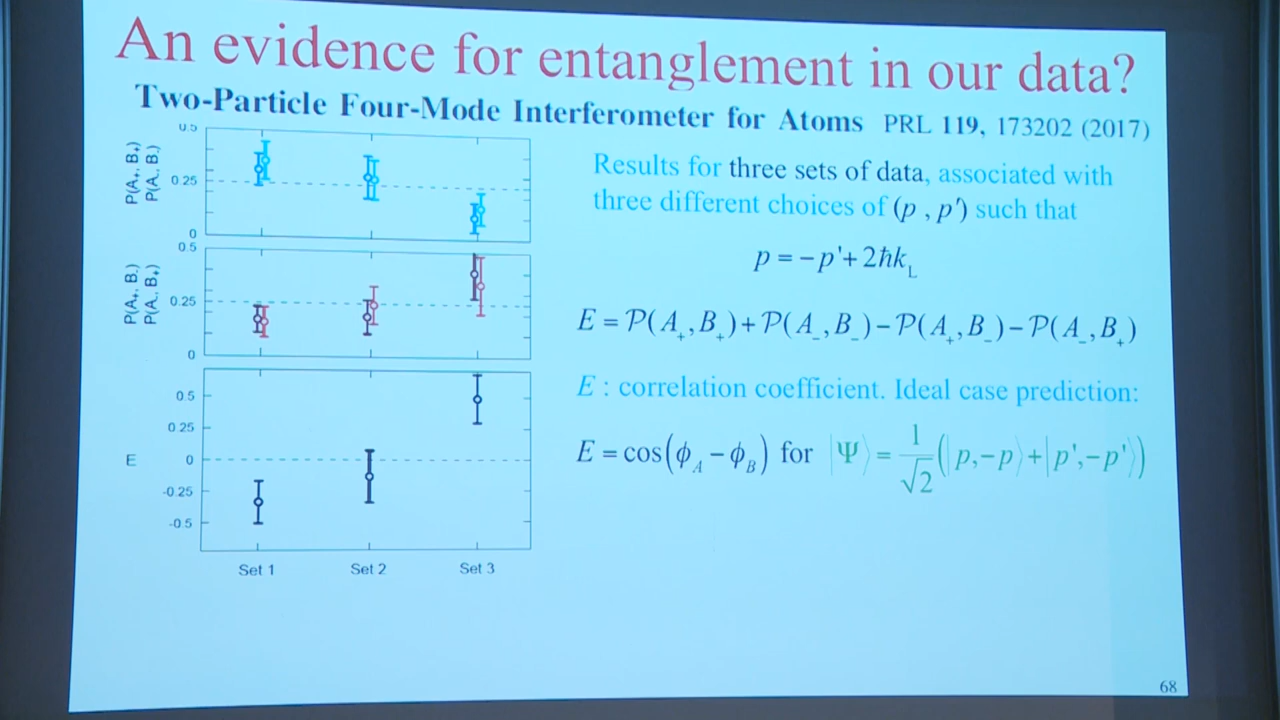 An evidence for entanglement in our data?
Two-Particle Four-Mode Interferometer for Atoms PRL 119, 173202 (2017)
0.5
P(A₊, B₊)
P(A₋, B₋)
0.25
0
Results for three sets of data, associated with
three different choices of (p , p') such that
p = −p'+ 2ħk_L
0.5
P(A₊, B₋)
P(A₋, B₊)
0.25
0
E = P(A₊,B₊)+P(A₋,B₋)−P(A₊,B₋)−P(A₋,B₊)
E : correlation coefficient. Ideal case prediction:
E = cos(ϕ_A − ϕ_B) for |Ψ⟩ = 1/√2 (|p,−p⟩+|p',−p'⟩)
0.5
0.25
E
0
-0.25
-0.5
Set 1 Set 2 Set 3
68